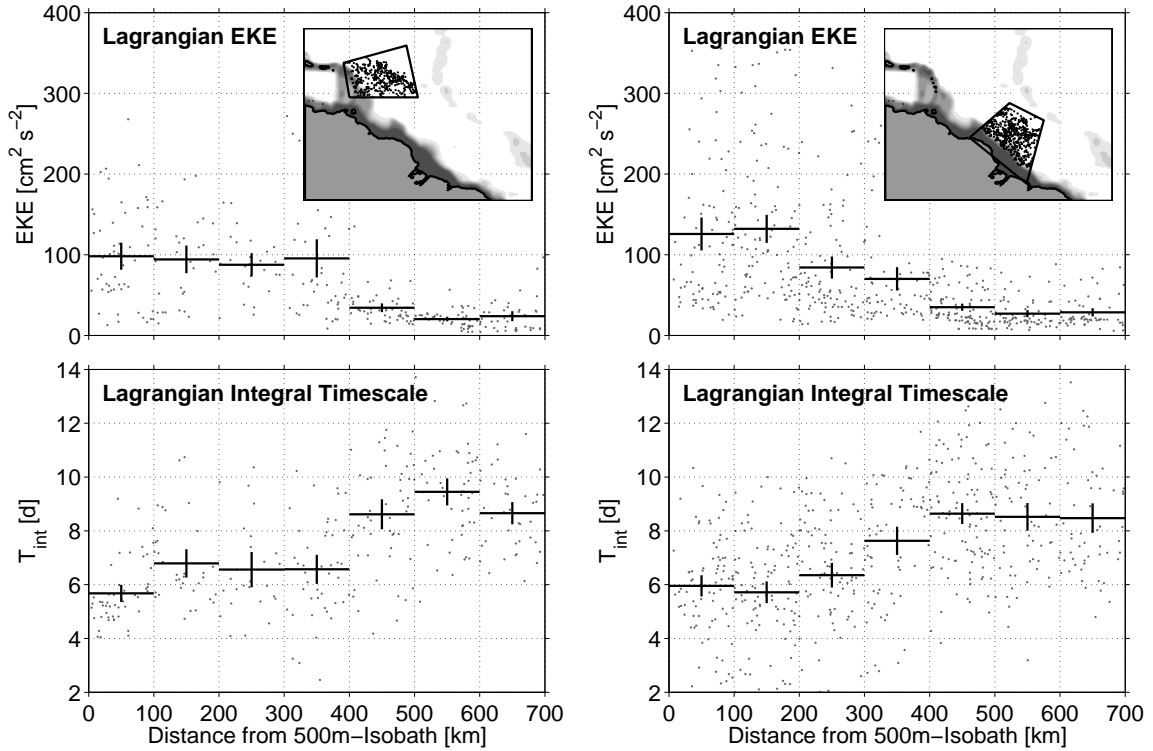 400
300
200
100
0
EKE [cm² s⁻²]
Lagrangian EKE
400
300
200
100
0
EKE [cm² s⁻²]
Lagrangian EKE
14
12
10
8
6
4
2
T_int [d]
Lagrangian Integral Timescale
0 100 200 300 400 500 600 700
Distance from 500m−Isobath [km]
14
12
10
8
6
4
2
T_int [d]
Lagrangian Integral Timescale
0 100 200 300 400 500 600 700
Distance from 500m−Isobath [km]